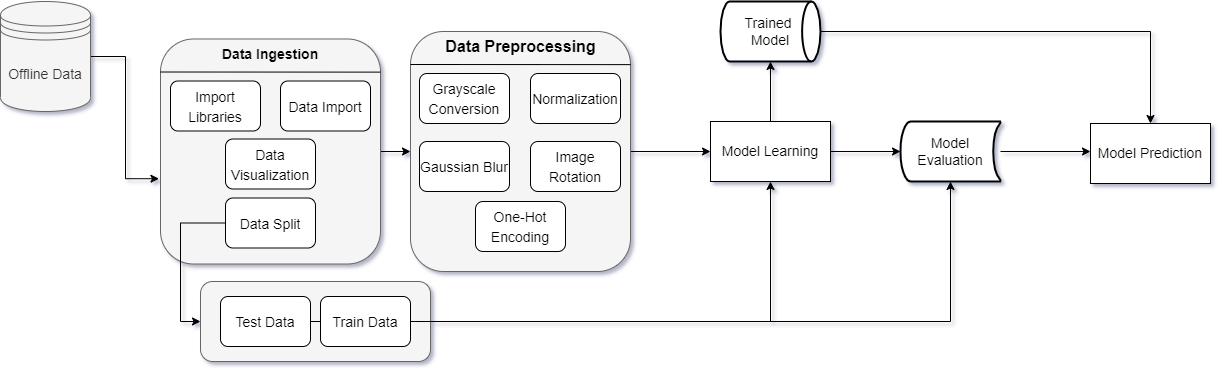 Offline Data
Data Ingestion
Import
Libraries
Data Import
Data
Visualization
Data Split
Test Data
Train Data
Data Preprocessing
Grayscale
Conversion
Normalization
Gaussian Blur
Image
Rotation
One-Hot
Encoding
Trained
Model
Model Learning
Model
Evaluation
Model Prediction